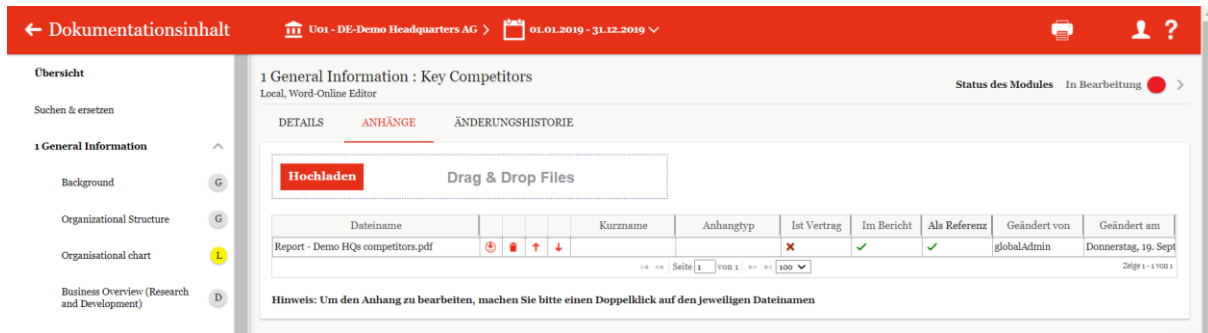 Dokumentationsinhalt
U01 - DE-Demo Headquarters AG
01.01.2019 - 31.12.2019
?
Übersicht
Suchen & ersetzen
1 General Information
Background G
Organizational Structure G
Organisational chart L
Business Overview (Research
and Development) D
1 General Information : Key Competitors
Local, Word-Online Editor
Status des Modules In Bearbeitung
DETAILS ANHÄNGE ÄNDERUNGSHISTORIE
Hochladen Drag & Drop Files
Dateiname Kurzname Anhangtyp Ist Vertrag Im Bericht Als Referenz Geändert von Geändert am
Report - Demo HQs competitors.pdf globalAdmin Donnerstag, 19. Sept
Seite 1 von 1 100 Zeige 1 - 1 von 1
Hinweis: Um den Anhang zu bearbeiten, machen Sie bitte einen Doppelklick auf den jeweiligen Dateinamen